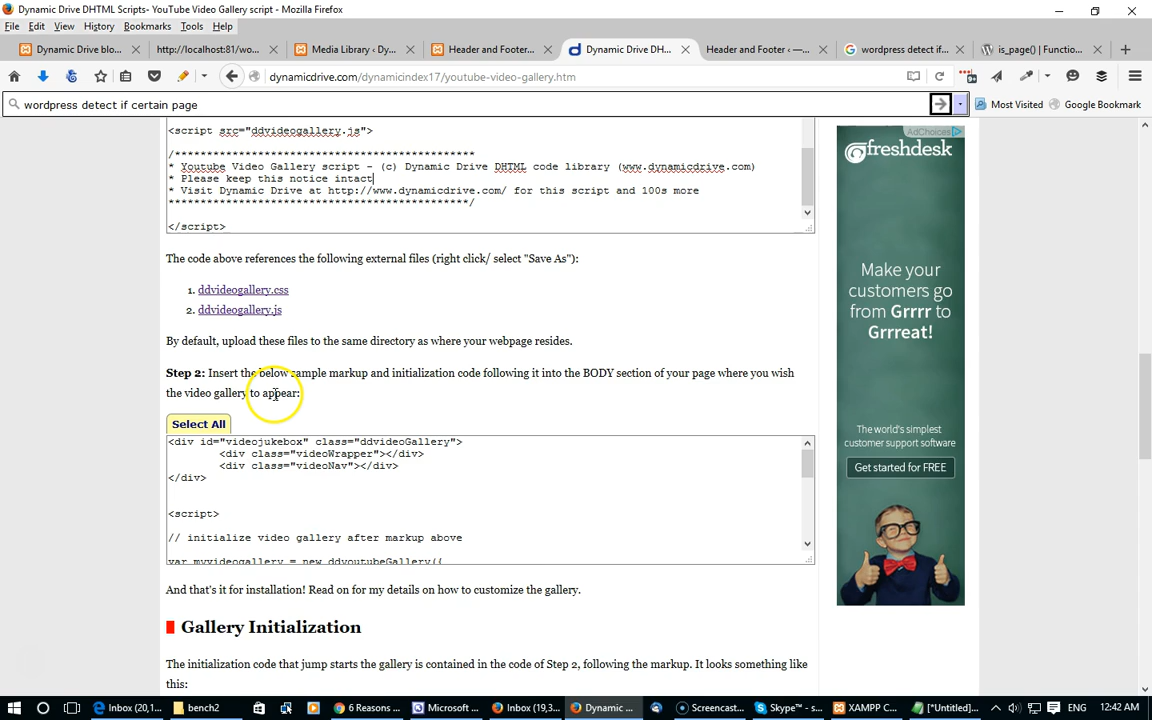 Dynamic Drive DHTML Scripts- YouTube Video Gallery script - Mozilla Firefox
File Edit View History Bookmarks Tools Help
Dynamic Drive blo...
http://localhost:81/wo...
Media Library ‹ Dy...
Header and Footer...
Dynamic Drive DH...
Header and Footer ‹ —...
wordpress detect if...
is_page() | Functio...
dynamicdrive.com/dynamicindex17/youtube-video-gallery.htm
wordpress detect if certain page
Most Visited
Google Bookmark
<script src="ddvideogallery.js">
/***********************************************
* Youtube Video Gallery script - (c) Dynamic Drive DHTML code library (www.dynamicdrive.com)
* Please keep this notice intact
* Visit Dynamic Drive at http://www.dynamicdrive.com/ for this script and 100s more
***********************************************/
</script>
The code above references the following external files (right click/ select "Save As"):
1. ddvideogallery.css
2. ddvideogallery.js
By default, upload these files to the same directory as where your webpage resides.
Step 2: Insert the below sample markup and initialization code following it into the BODY section of your page where you wish
the video gallery to appear:
Select All
<div id="videojukebox" class="ddvideoGallery">
<div class="videoWrapper"></div>
<div class="videoNav"></div>
</div>
<script>
// initialize video gallery after markup above
var myvideogallery = new ddyoutubeGallery({
And that's it for installation! Read on for my details on how to customize the gallery.
Gallery Initialization
The initialization code that jump starts the gallery is contained in the code of Step 2, following the markup. It looks something like
this:
AdChoices
freshdesk
Make your
customers go
from Grrrr to
Grrreat!
The world's simplest
customer support software
Get started for FREE
Inbox (20,1...
bench2
6 Reasons ...
Microsoft ...
Inbox (19,3...
Dynamic ...
Screencast...
Skype™ - s...
XAMPP C...
*[Untitled]...
ENG
12:42 AM